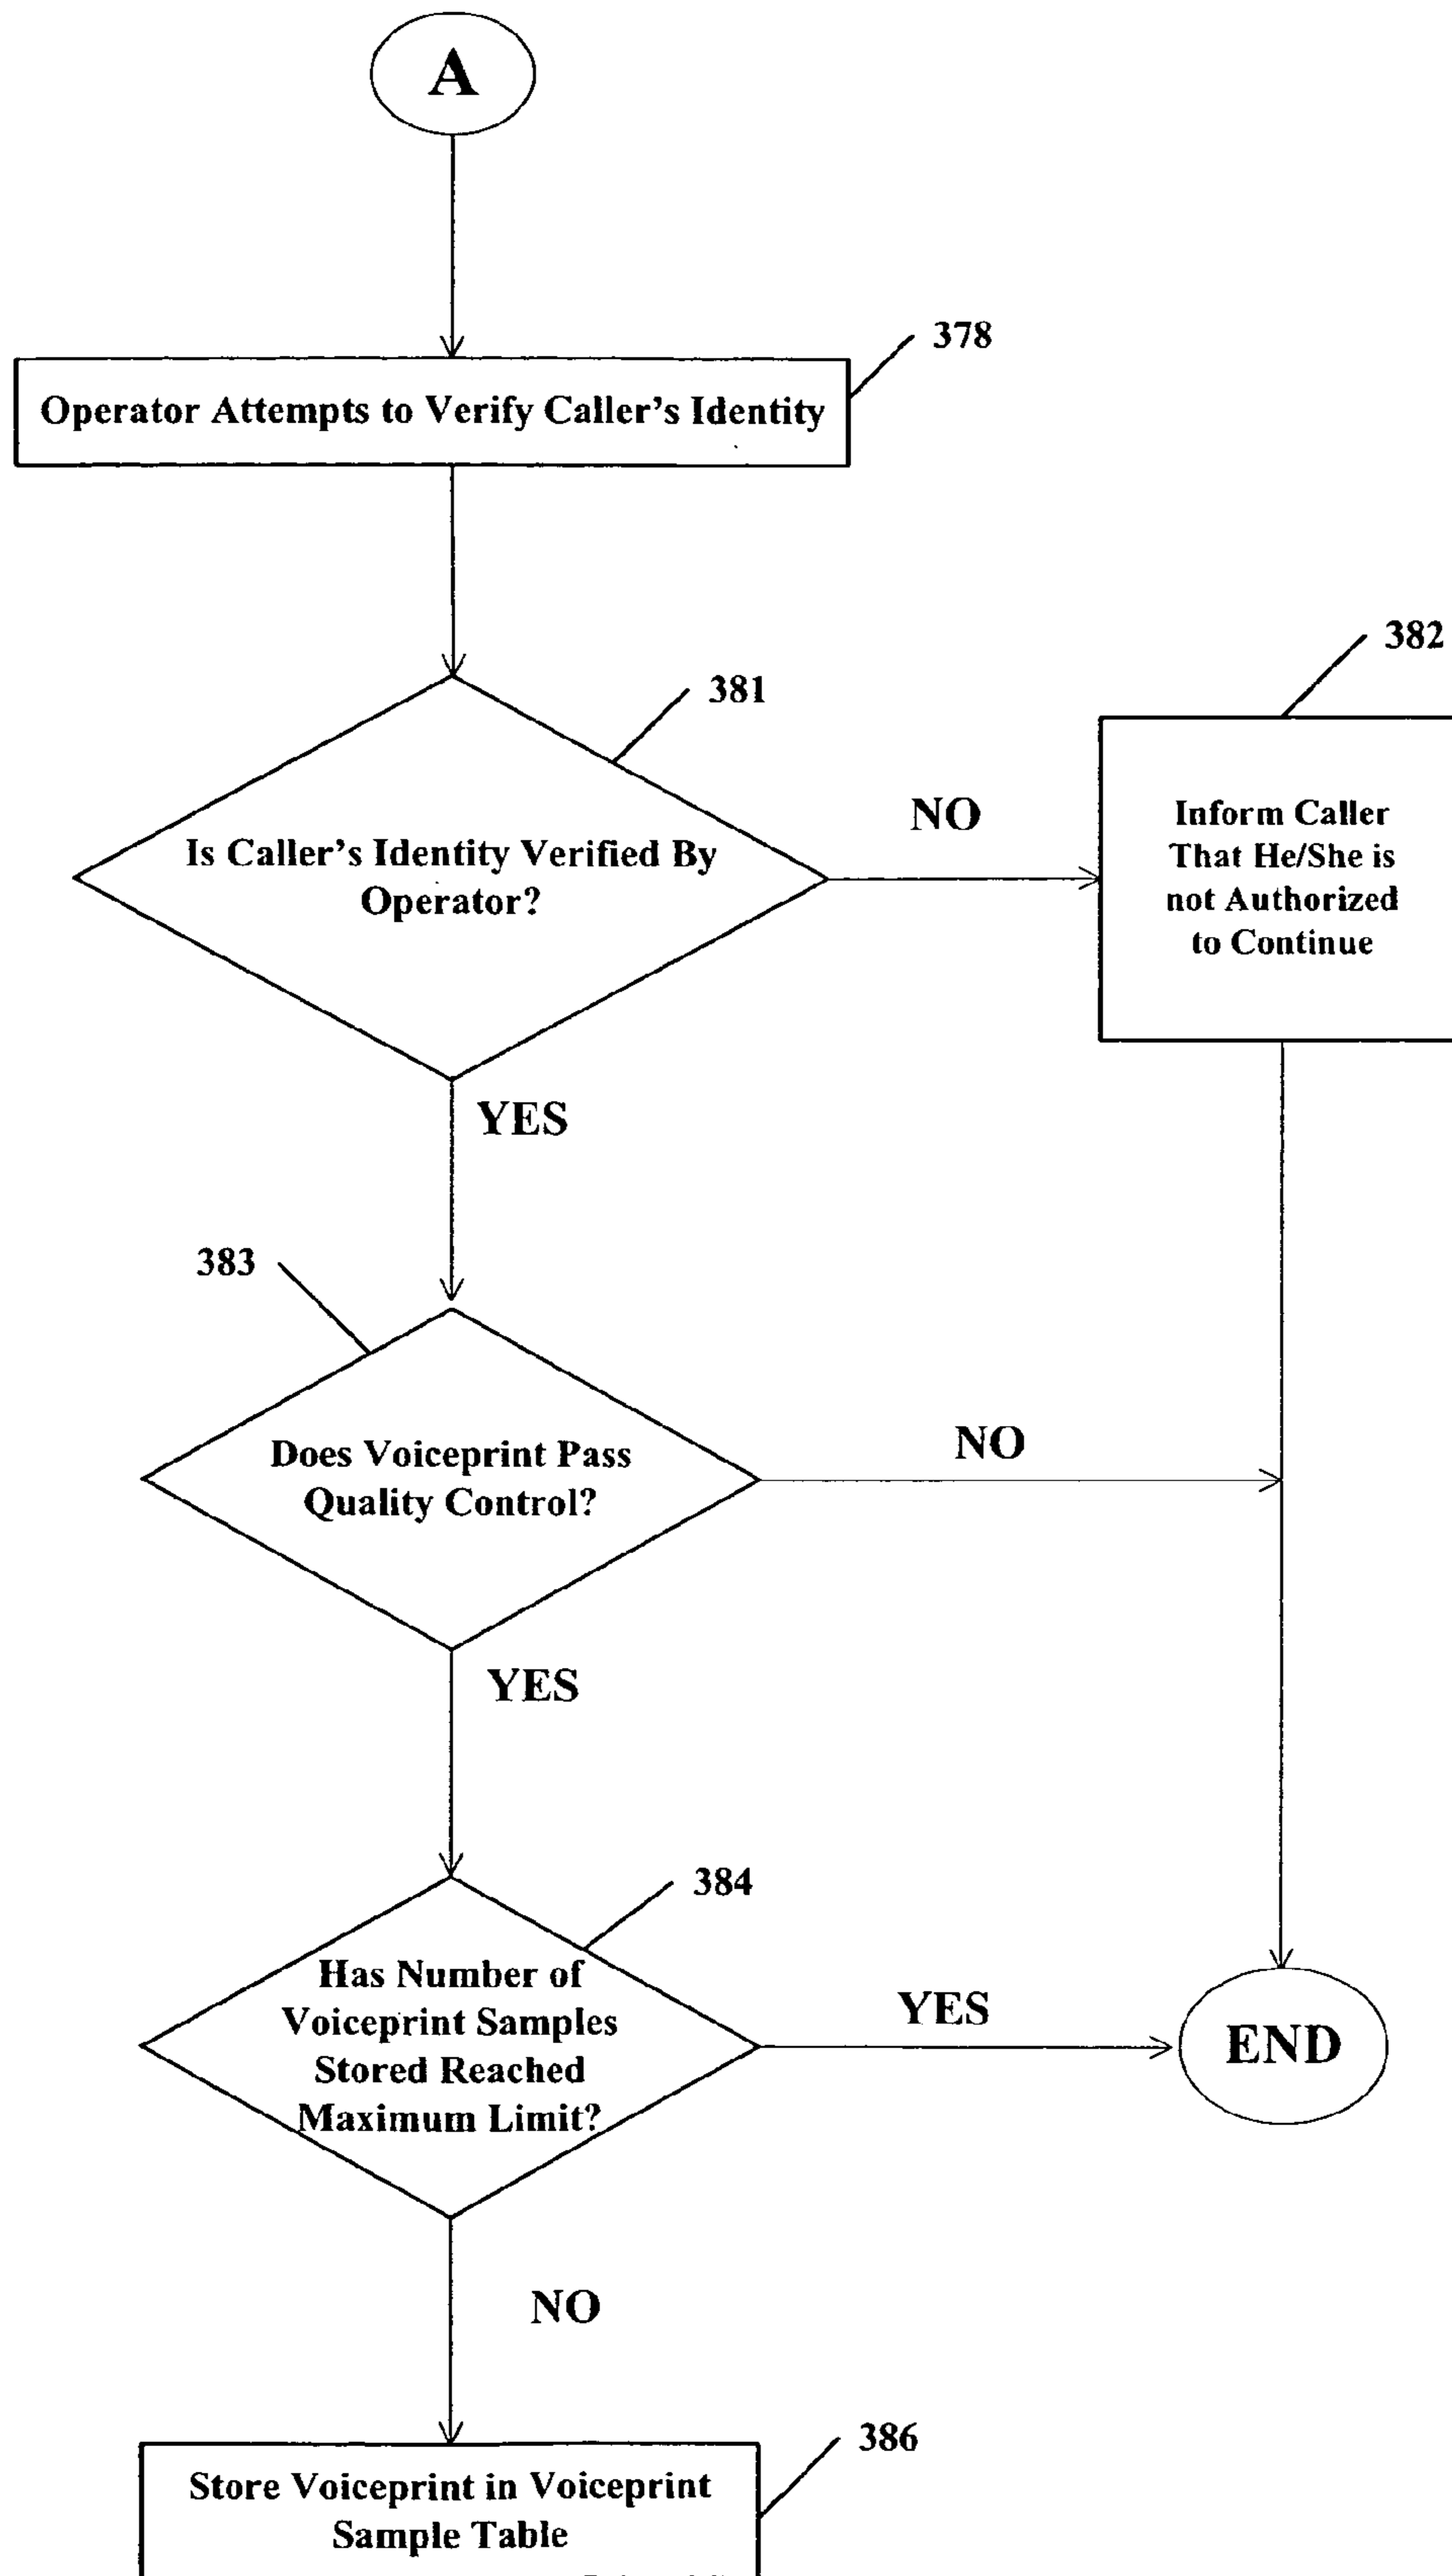 A
378
Operator Attempts to Verify Caller's Identity
382
381
NO
Is Caller's Identity Verified By
Operator?
Inform Caller
That He/She is
not Authorized
to Continue
YES
383
NO
Does Voiceprint Pass
Quality Control?
YES
384
Has Number of
Voiceprint Samples
Stored Reached
Maximum Limit?
YES
END
NO
386
Store Voiceprint in Voiceprint
Sample Table